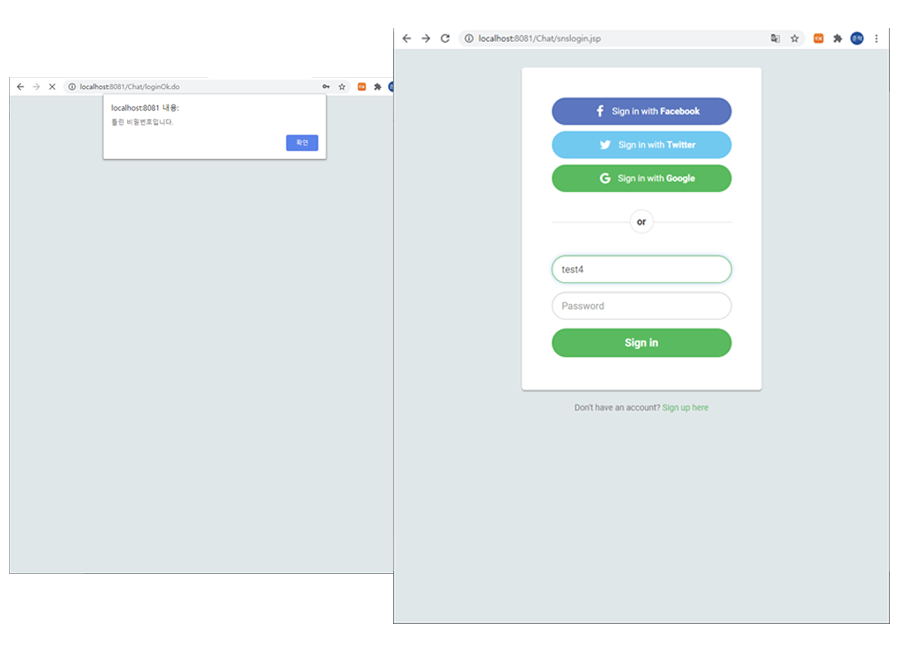 localhost:8081/Chat/loginOk.do
localhost:8081 내용:
틀린 비밀번호입니다.
확인
localhost:8081/Chat/snslogin.jsp
Sign in with Facebook
Sign in with Twitter
Sign in with Google
or
test4
Password
Sign in
Don't have an account? Sign up here